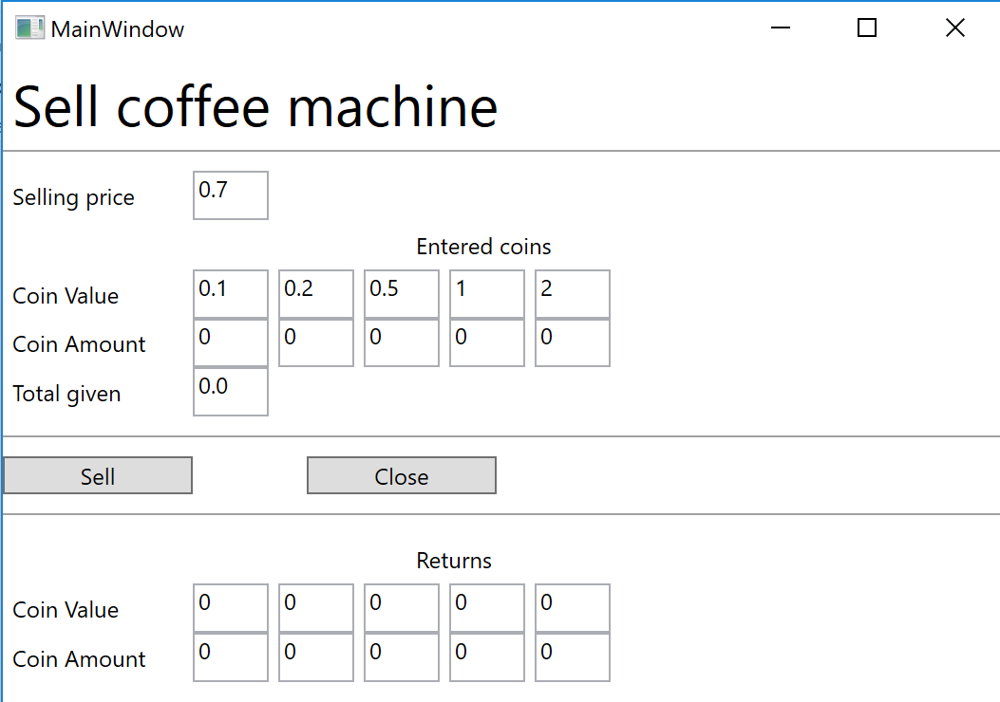 MainWindow
Sell coffee machine
Selling price 0.7
Entered coins
Coin Value 0.1 0.2 0.5 1 2
Coin Amount 0 0 0 0 0
Total given 0.0
Sell Close
Returns
Coin Value 0 0 0 0 0
Coin Amount 0 0 0 0 0